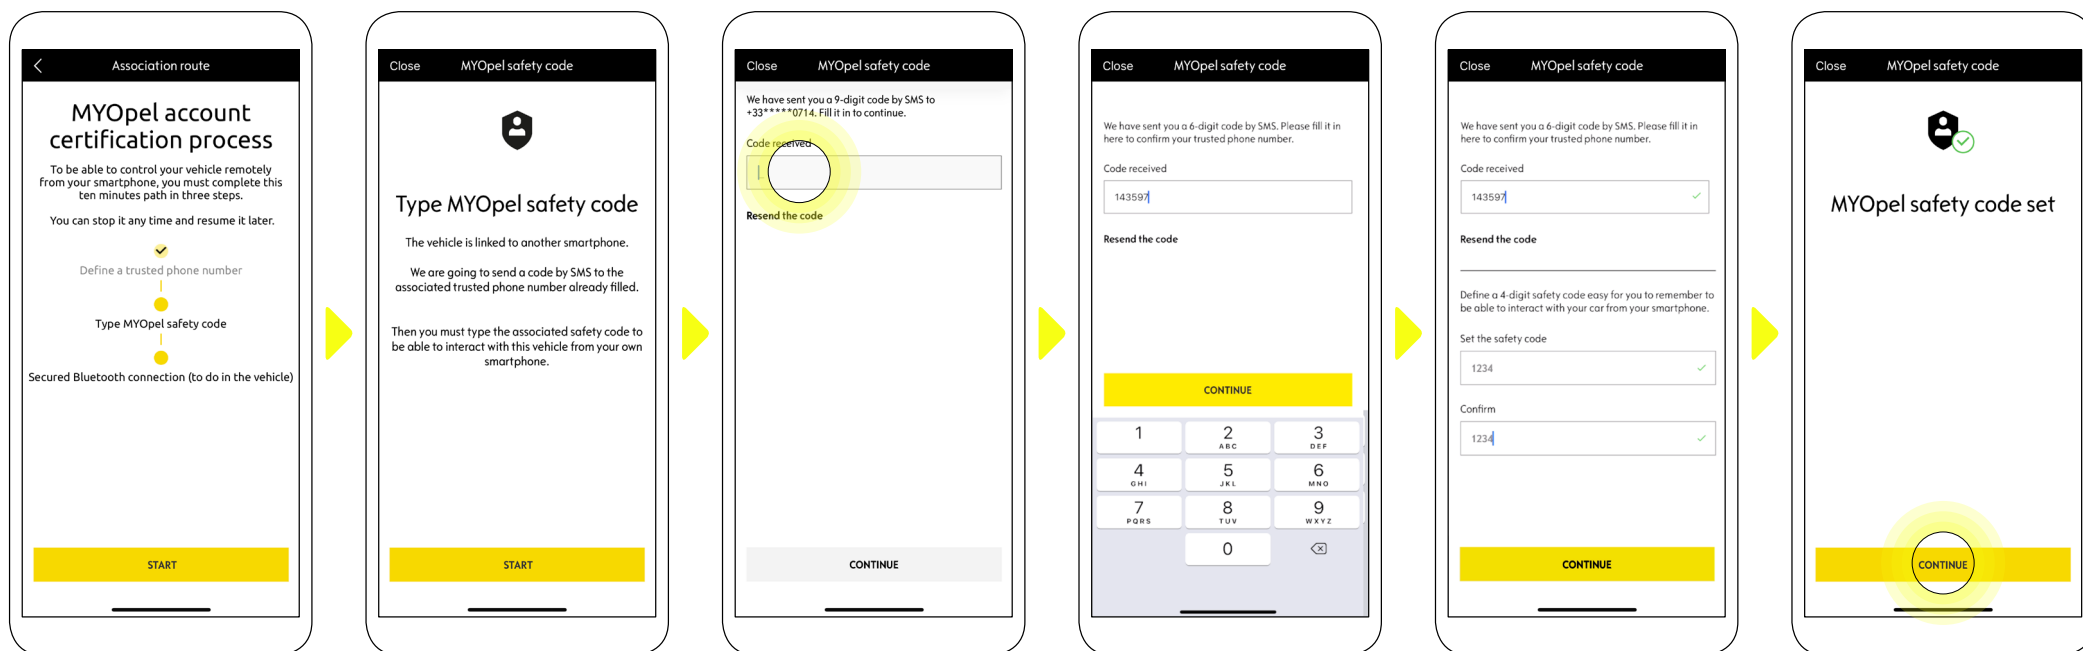 Association route
MYOpel account
certification process
To be able to control your vehicle remotely
from your smartphone, you must complete this
ten minutes path in three steps.
You can stop it any time and resume it later.
Define a trusted phone number
Type MYOpel safety code
Secured Bluetooth connection (to do in the vehicle)
START
Close MYOpel safety code
Type MYOpel safety code
The vehicle is linked to another smartphone.
We are going to send a code by SMS to the
associated trusted phone number already filled.
Then you must type the associated safety code to
be able to interact with this vehicle from your own
smartphone.
START
Close MYOpel safety code
We have sent you a 9-digit code by SMS to
+33*****0714. Fill it in to continue.
Code received
Resend the code
CONTINUE
Close MYOpel safety code
We have sent you a 6-digit code by SMS. Please fill it in
here to confirm your trusted phone number.
Code received
143597
Resend the code
CONTINUE
1 2 3
ABC DEF
4 5 6
GHI JKL MNO
7 8 9
PQRS TUV WXYZ
0
Close MYOpel safety code
We have sent you a 6-digit code by SMS. Please fill it in
here to confirm your trusted phone number.
Code received
143597
Resend the code
Define a 4-digit safety code easy for you to remember to
be able to interact with your car from your smartphone.
Set the safety code
1234
Confirm
1234
CONTINUE
Close MYOpel safety code
MYOpel safety code set
CONTINUE